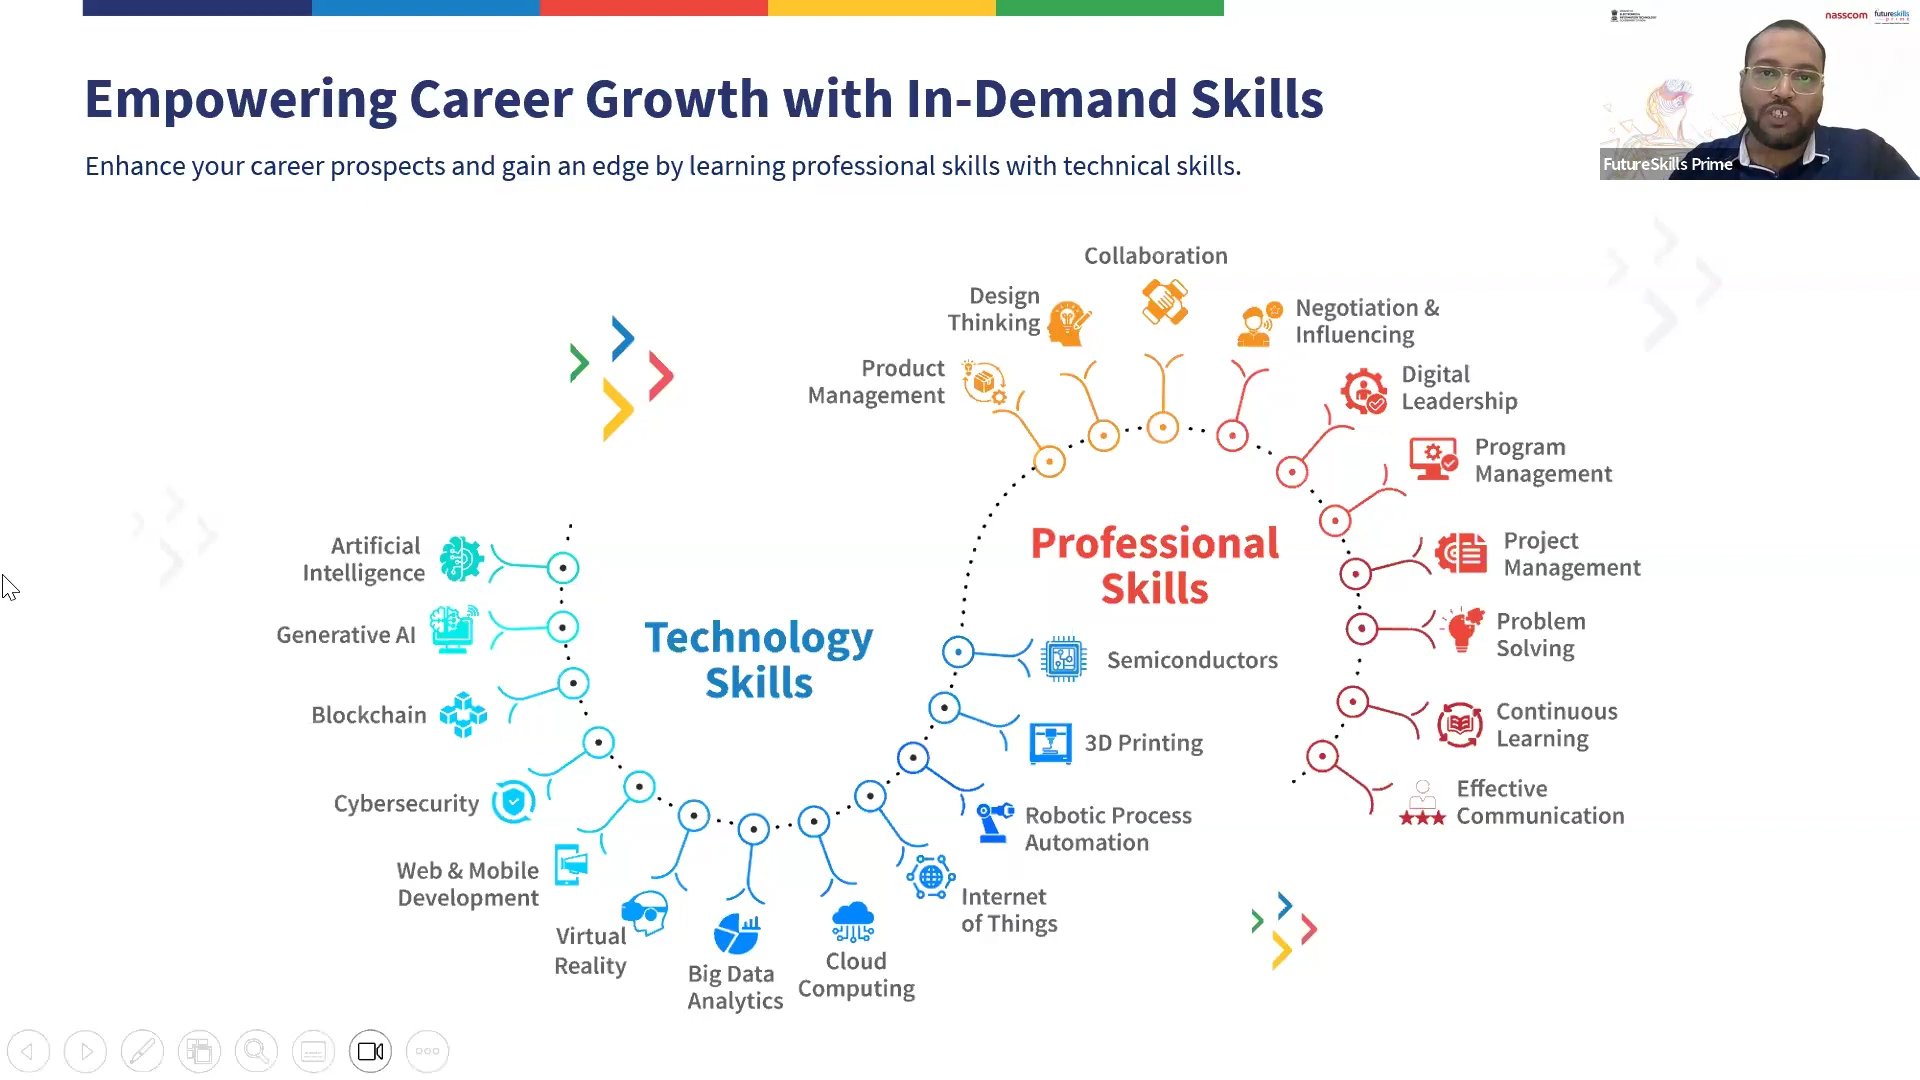 Empowering Career Growth with In-Demand Skills
Enhance your career prospects and gain an edge by learning professional skills with technical skills.
nasscom
futureskills
prime
FutureSkills Prime
Collaboration
Design
Thinking
Negotiation &
Influencing
Product
Management
Digital
Leadership
Program
Management
Professional
Skills
Project
Management
Problem
Solving
Continuous
Learning
Effective
Communication
Technology
Skills
Artificial
Intelligence
Generative AI
Blockchain
Cybersecurity
Web & Mobile
Development
Virtual
Reality
Big Data
Analytics
Cloud
Computing
Internet
of Things
Robotic Process
Automation
3D Printing
Semiconductors